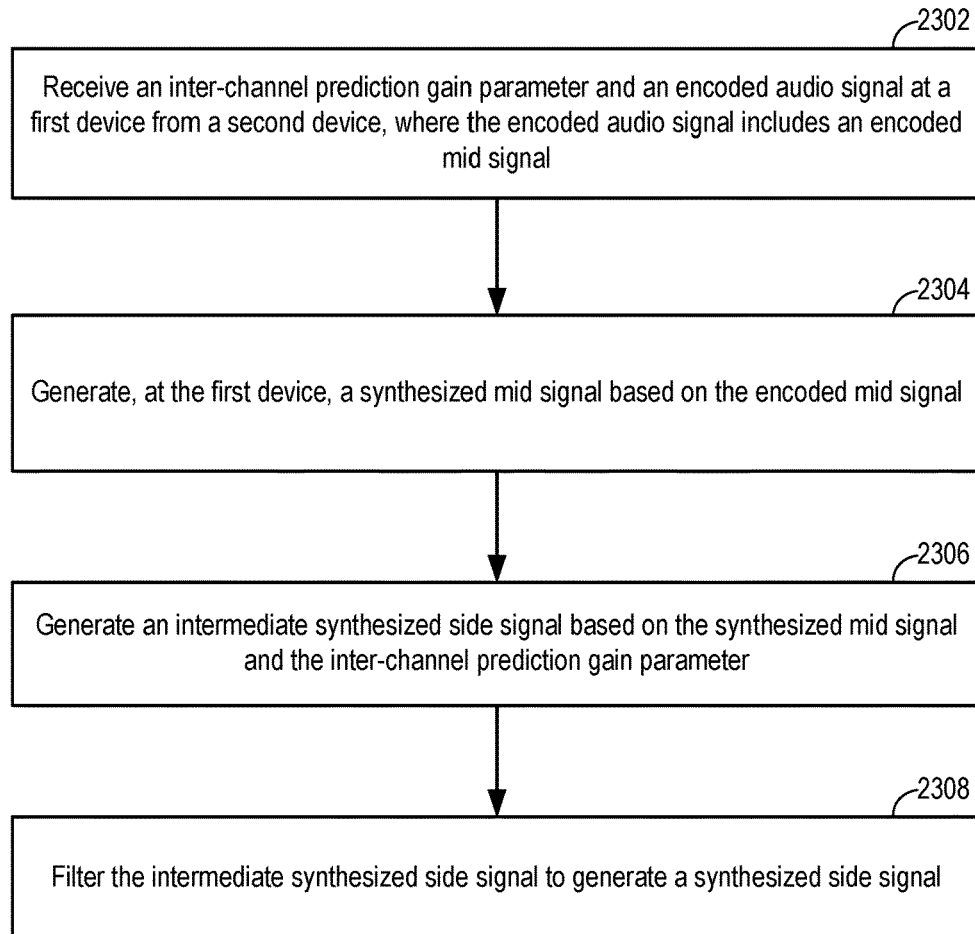 2302
Receive an inter-channel prediction gain parameter and an encoded audio signal at a
first device from a second device, where the encoded audio signal includes an encoded
mid signal
2304
Generate, at the first device, a synthesized mid signal based on the encoded mid signal
2306
Generate an intermediate synthesized side signal based on the synthesized mid signal
and the inter-channel prediction gain parameter
2308
Filter the intermediate synthesized side signal to generate a synthesized side signal